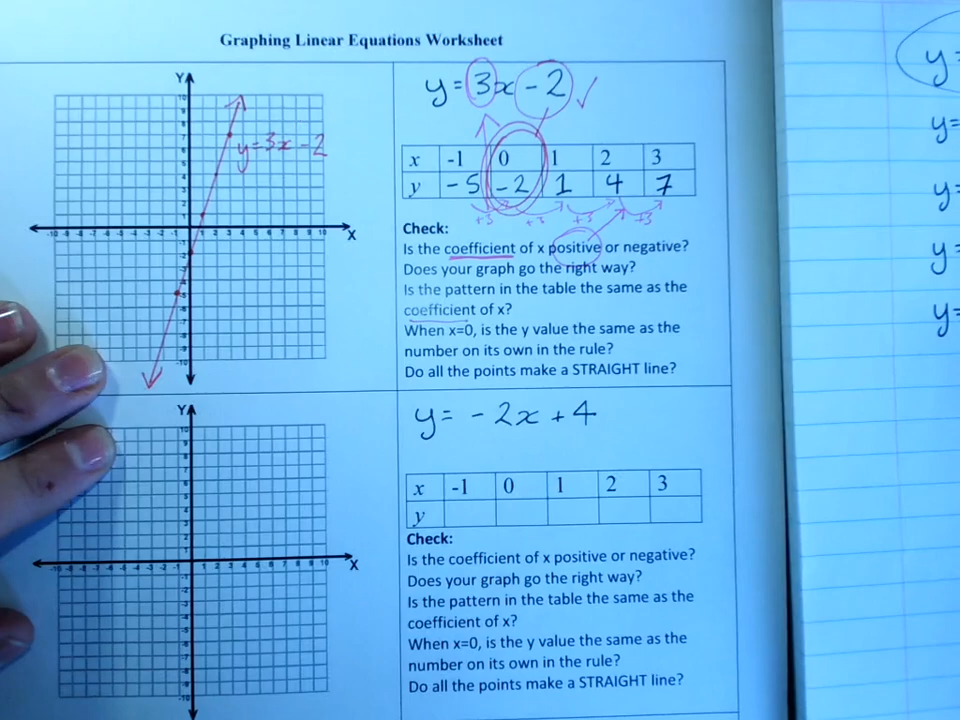 Graphing Linear Equations Worksheet
Y
10
X
y = 3x - 2
y = 3x - 2 ✓
x -1 0 1 2 3
y -5 -2 1 4 7
+3 +3 +3 +3
Check:
Is the coefficient of x positive or negative?
Does your graph go the right way?
Is the pattern in the table the same as the
coefficient of x?
When x=0, is the y value the same as the
number on its own in the rule?
Do all the points make a STRAIGHT line?
Y
X
y = -2x + 4
x -1 0 1 2 3
y
Check:
Is the coefficient of x positive or negative?
Does your graph go the right way?
Is the pattern in the table the same as the
coefficient of x?
When x=0, is the y value the same as the
number on its own in the rule?
Do all the points make a STRAIGHT line?
y=
y=
y=
y=
y=